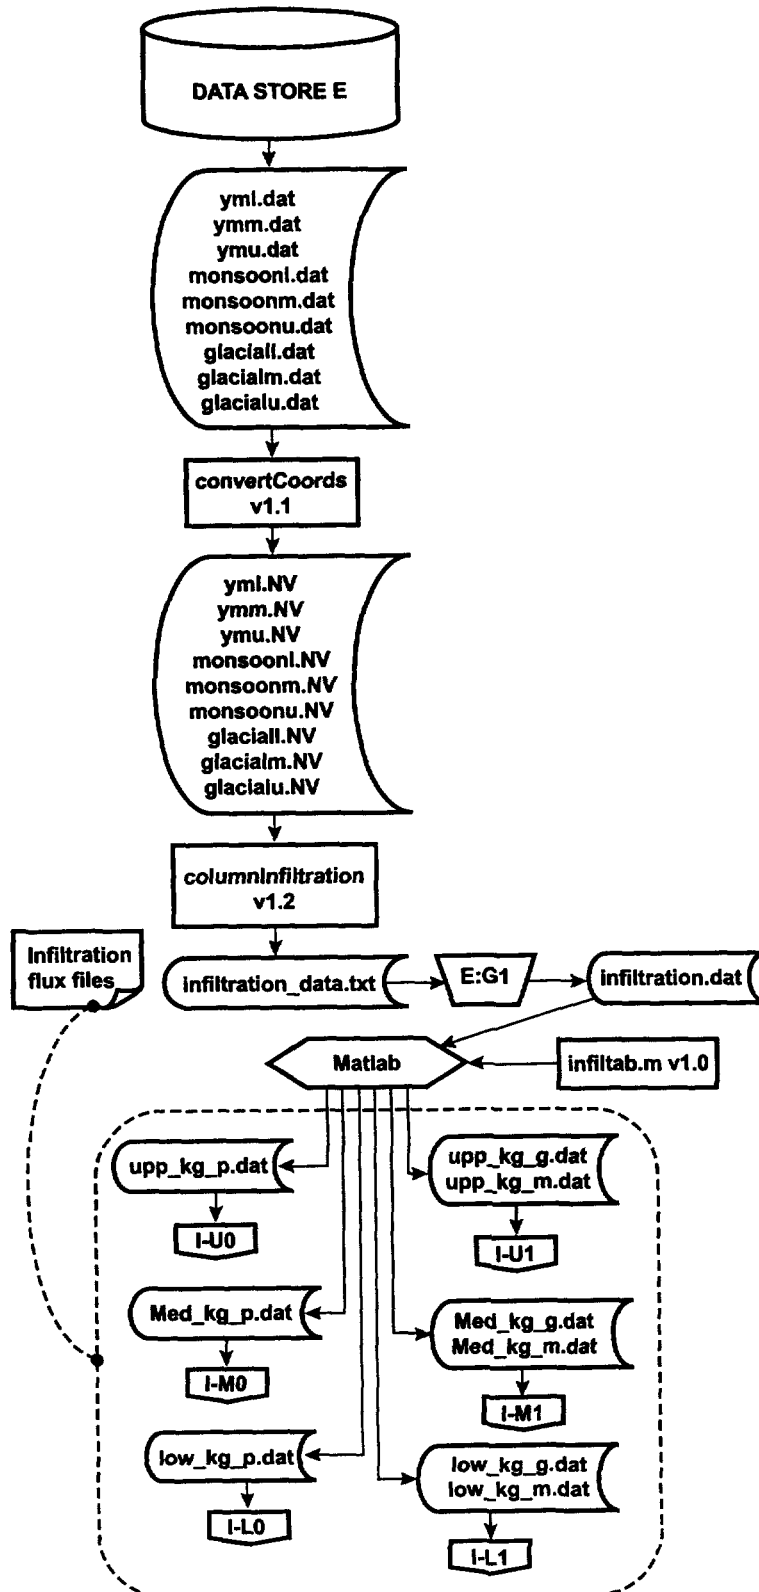 DATA STORE E
yml.dat
ymm.dat
ymu.dat
monsoonl.dat
monsoonm.dat
monsoonu.dat
glaciall.dat
glacialm.dat
glacialu.dat
convertCoords
v1.1
yml.NV
ymm.NV
ymu.NV
monsoonl.NV
monsoonm.NV
monsoonu.NV
glaciall.NV
glacialm.NV
glacialu.NV
columnInfiltration
v1.2
Infiltration
flux files
infiltration_data.txt
E:G1
infiltration.dat
Matlab
infiltab.m v1.0
upp_kg_p.dat
upp_kg_g.dat
upp_kg_m.dat
I-U0
I-U1
Med_kg_p.dat
Med_kg_g.dat
Med_kg_m.dat
I-M0
I-M1
low_kg_p.dat
low_kg_g.dat
low_kg_m.dat
I-L0
I-L1